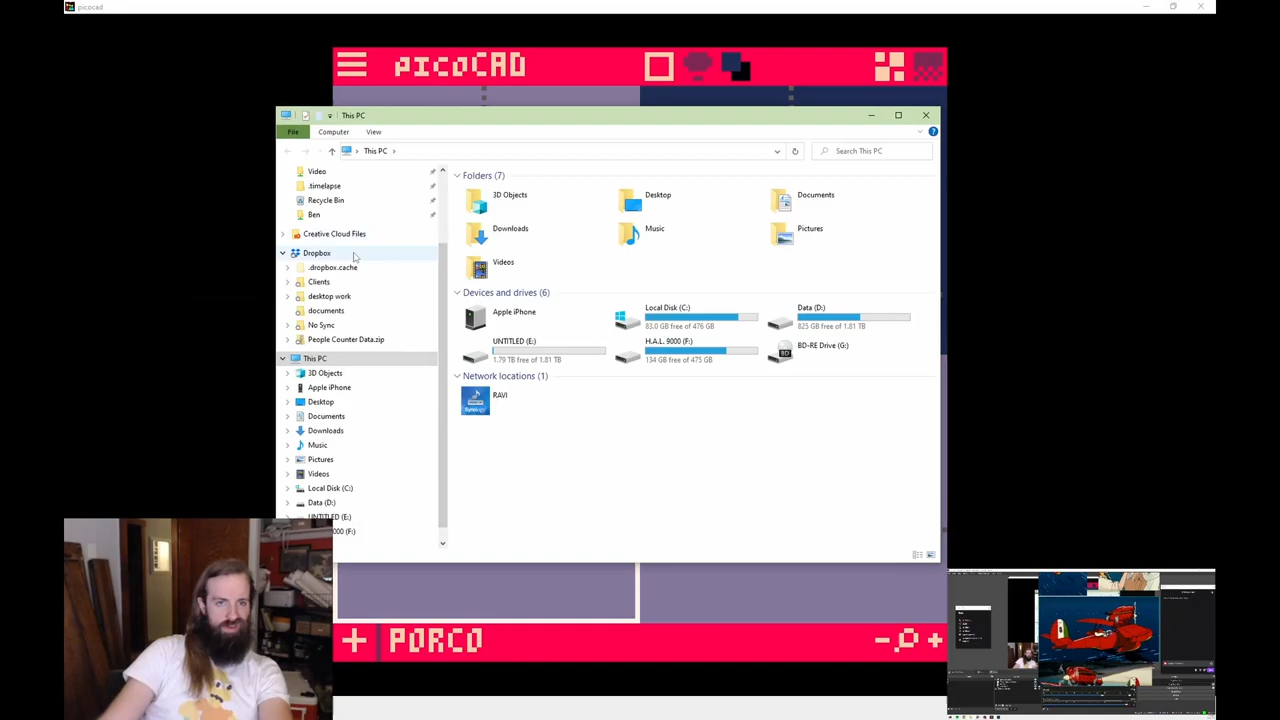 picocad
picoCAD
This PC
File
Computer
View
This PC
Search This PC
Video
.timelapse
Recycle Bin
Ben
Creative Cloud Files
Dropbox
.dropbox.cache
Clients
desktop work
documents
No Sync
People Counter Data.zip
This PC
3D Objects
Apple iPhone
Desktop
Documents
Downloads
Music
Pictures
Videos
Local Disk (C:)
Data (D:)
UNTITLED (E:)
000 (F:)
Folders (7)
3D Objects
Desktop
Documents
Downloads
Music
Pictures
Videos
Devices and drives (6)
Apple iPhone
Local Disk (C:)
83.0 GB free of 476 GB
Data (D:)
825 GB free of 1.81 TB
UNTITLED (E:)
1.79 TB free of 1.81 TB
H.A.L. 9000 (F:)
134 GB free of 475 GB
BD-RE Drive (G:)
BD
Network locations (1)
Synology
RAVI
PORCO